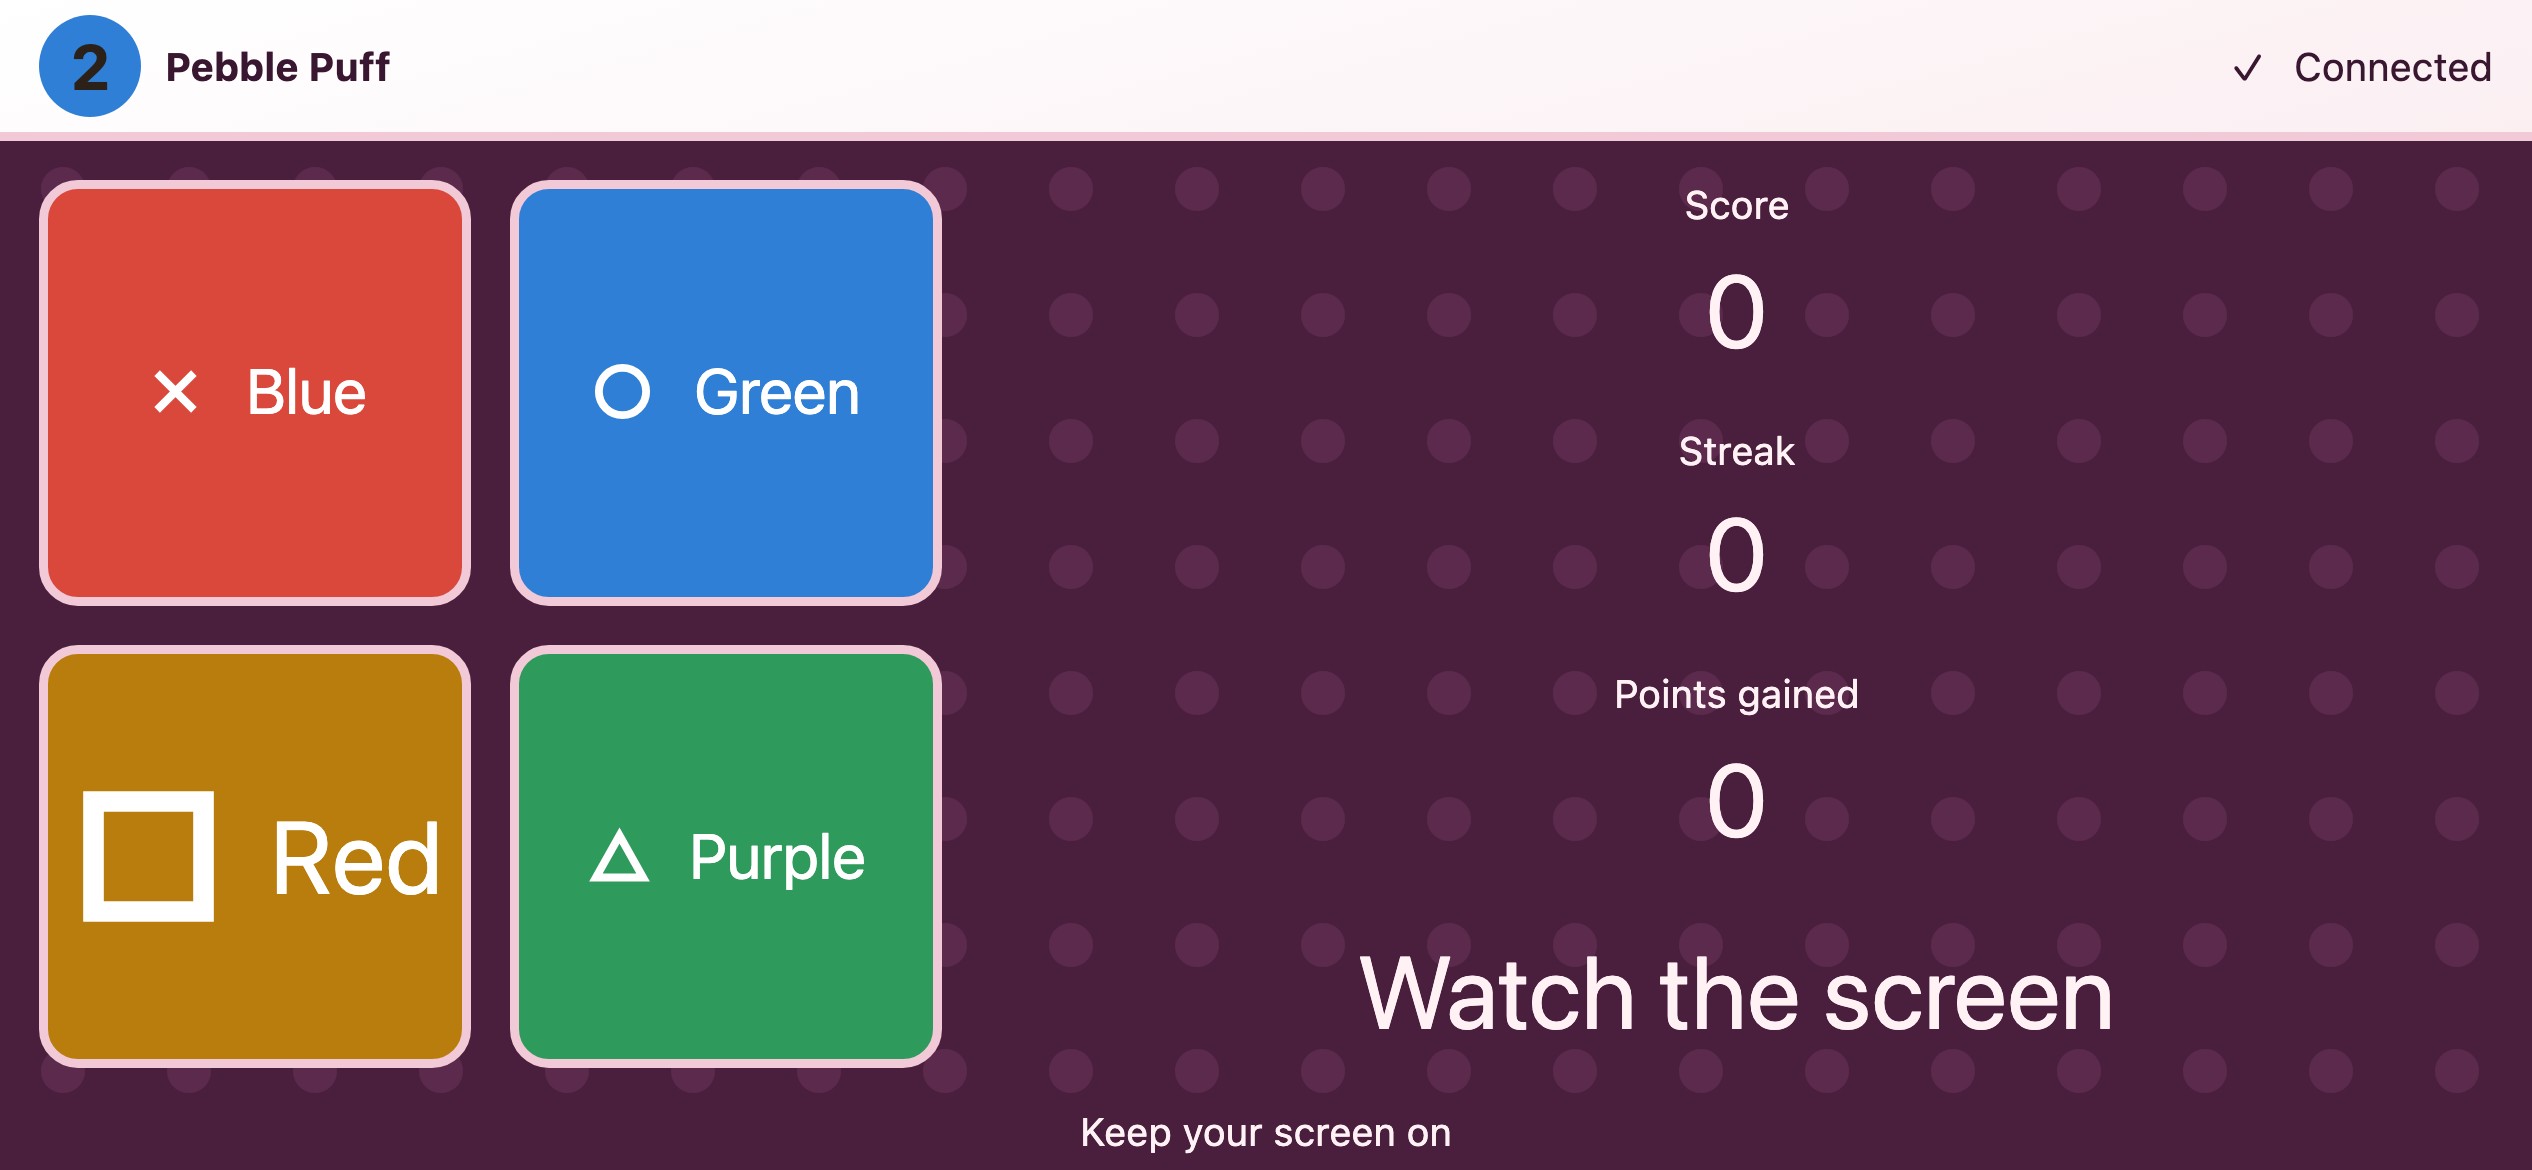 2 Pebble Puff
✓ Connected
Blue
Green
Red
Purple
Score
0
Streak
0
Points gained
0
Watch the screen
Keep your screen on